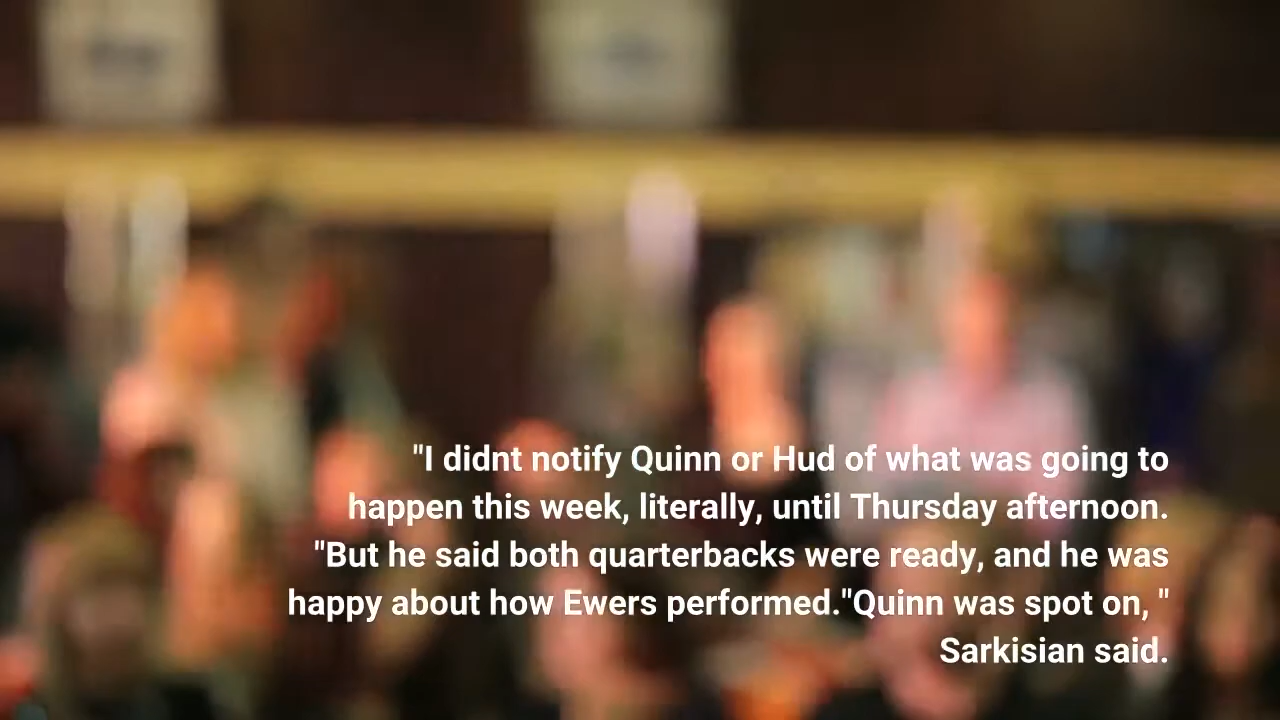 "I didnt notify Quinn or Hud of what was going to
happen this week, literally, until Thursday afternoon.
"But he said both quarterbacks were ready, and he was
happy about how Ewers performed."Quinn was spot on, "
Sarkisian said.